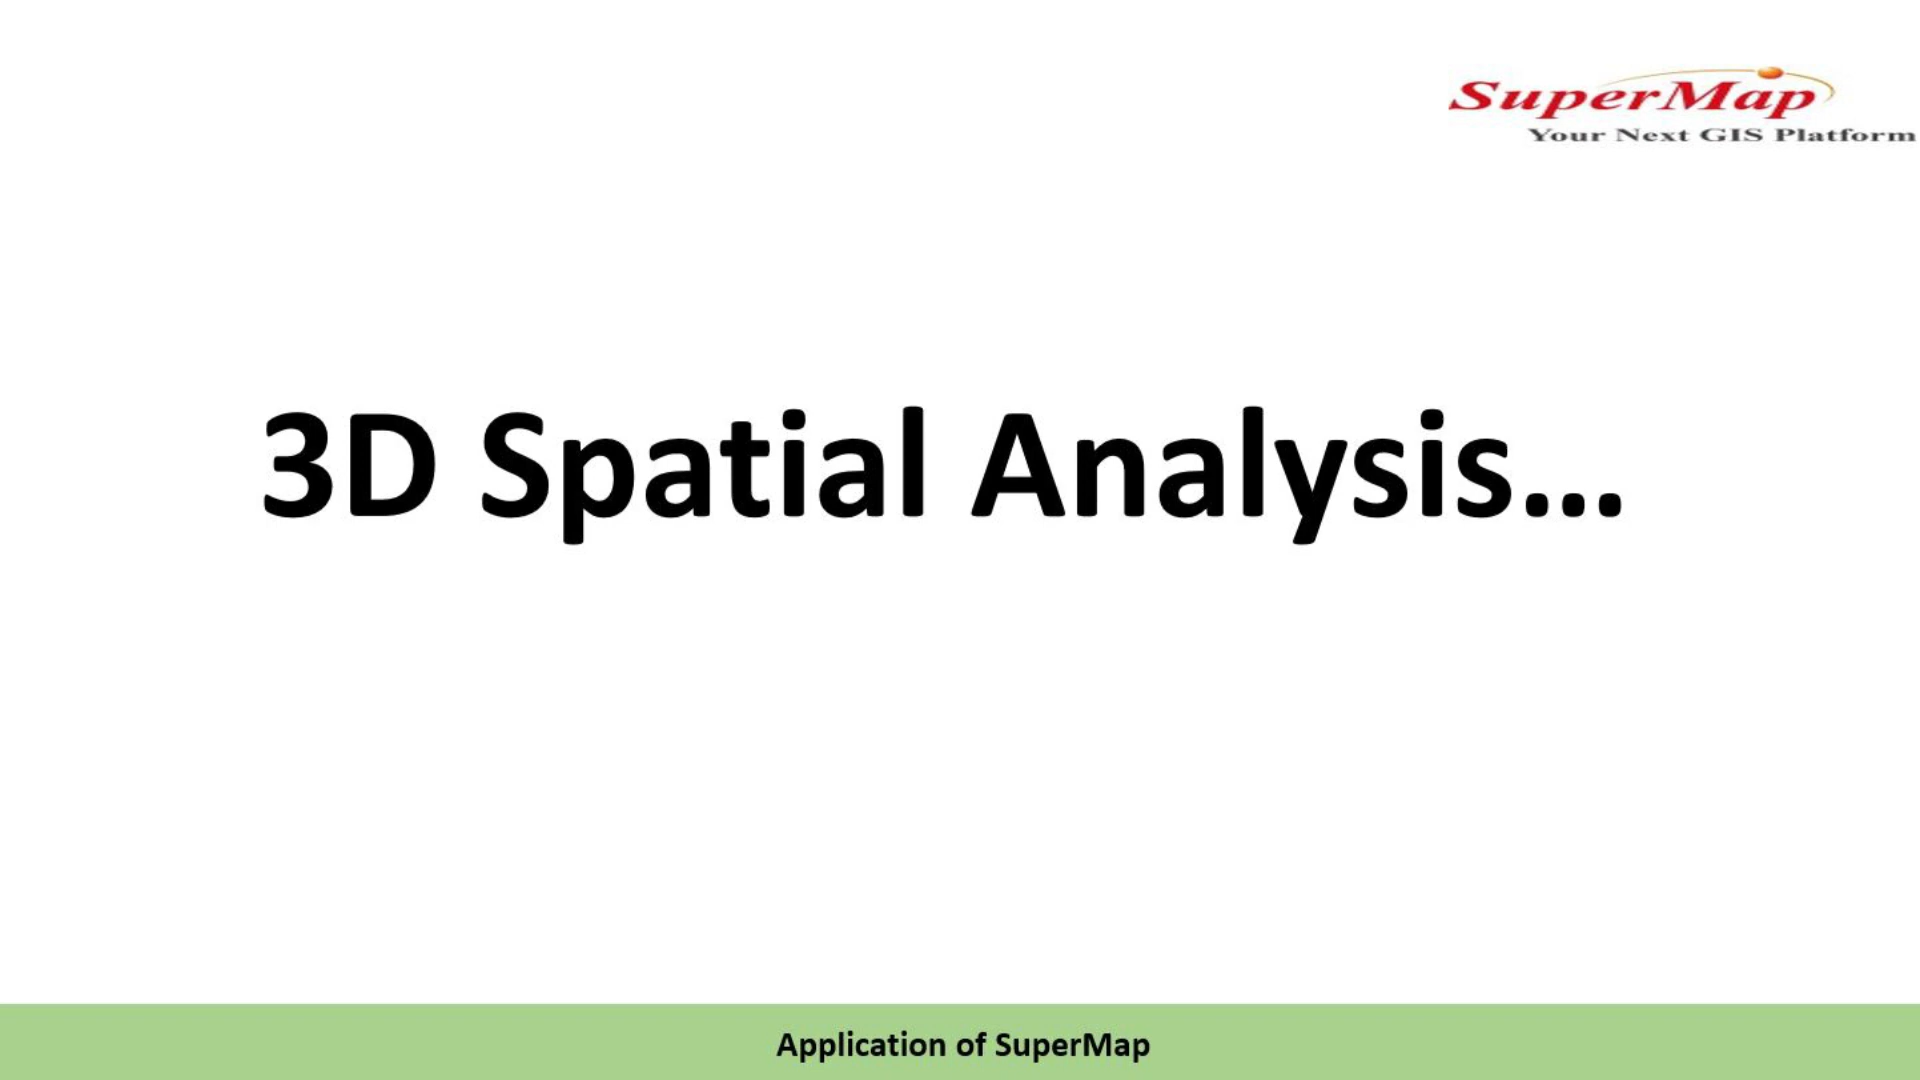 SuperMap
Your Next GIS Platform
3D Spatial Analysis...
Application of SuperMap